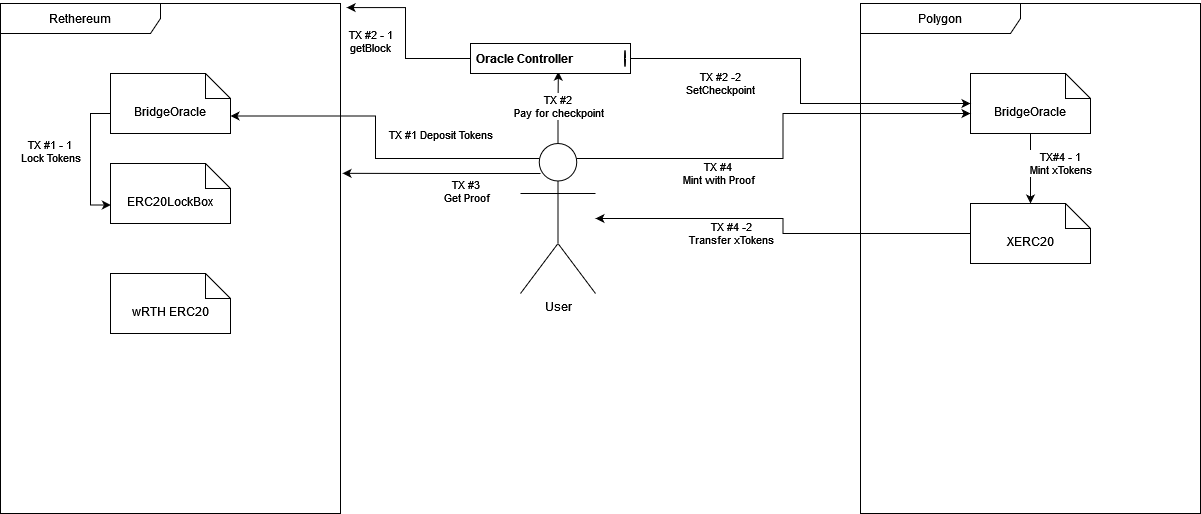 Rethereum
Polygon
TX #2 - 1
getBlock
Oracle Controller
TX #2 -2
SetCheckpoint
BridgeOracle
TX #2
Pay for checkpoint
BridgeOracle
TX #1 Deposit Tokens
TX #1 - 1
Lock Tokens
TX#4 - 1
Mint xTokens
TX #4
Mint with Proof
TX #3
Get Proof
ERC20LockBox
TX #4 -2
Transfer xTokens
XERC20
User
wRTH ERC20